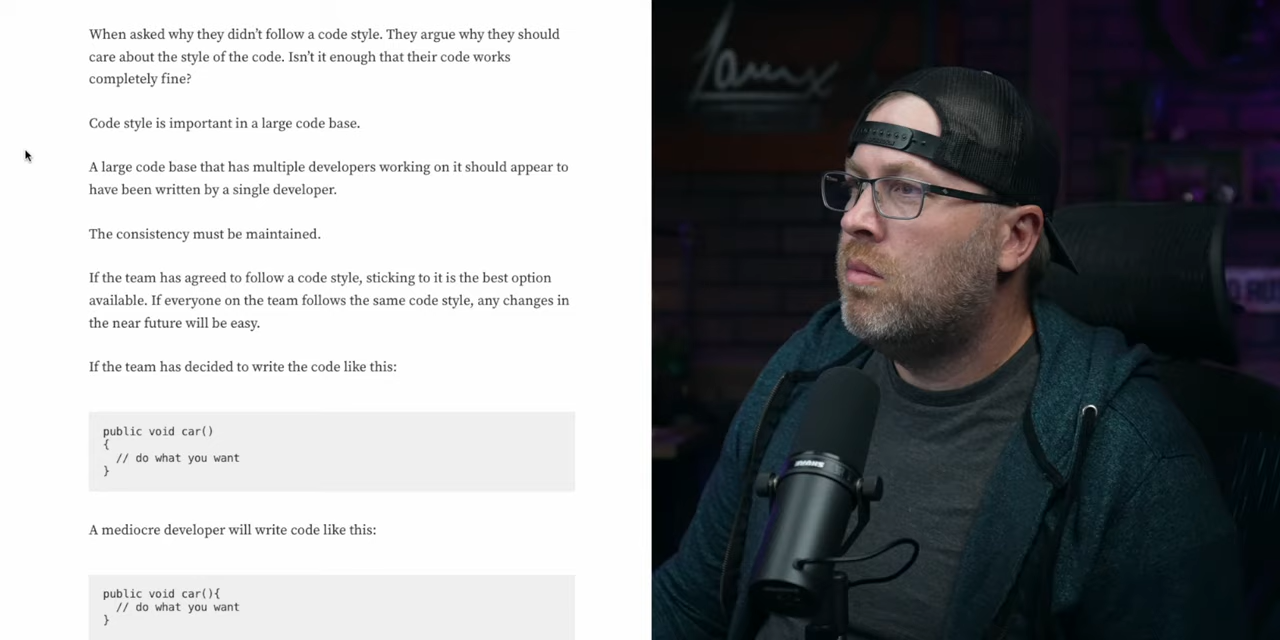 When asked why they didn't follow a code style. They argue why they should
care about the style of the code. Isn't it enough that their code works
completely fine?
Code style is important in a large code base.
A large code base that has multiple developers working on it should appear to
have been written by a single developer.
The consistency must be maintained.
If the team has agreed to follow a code style, sticking to it is the best option
available. If everyone on the team follows the same code style, any changes in
the near future will be easy.
If the team has decided to write the code like this:
public void car()
{
  // do what you want
}
A mediocre developer will write code like this:
public void car(){
  // do what you want
}